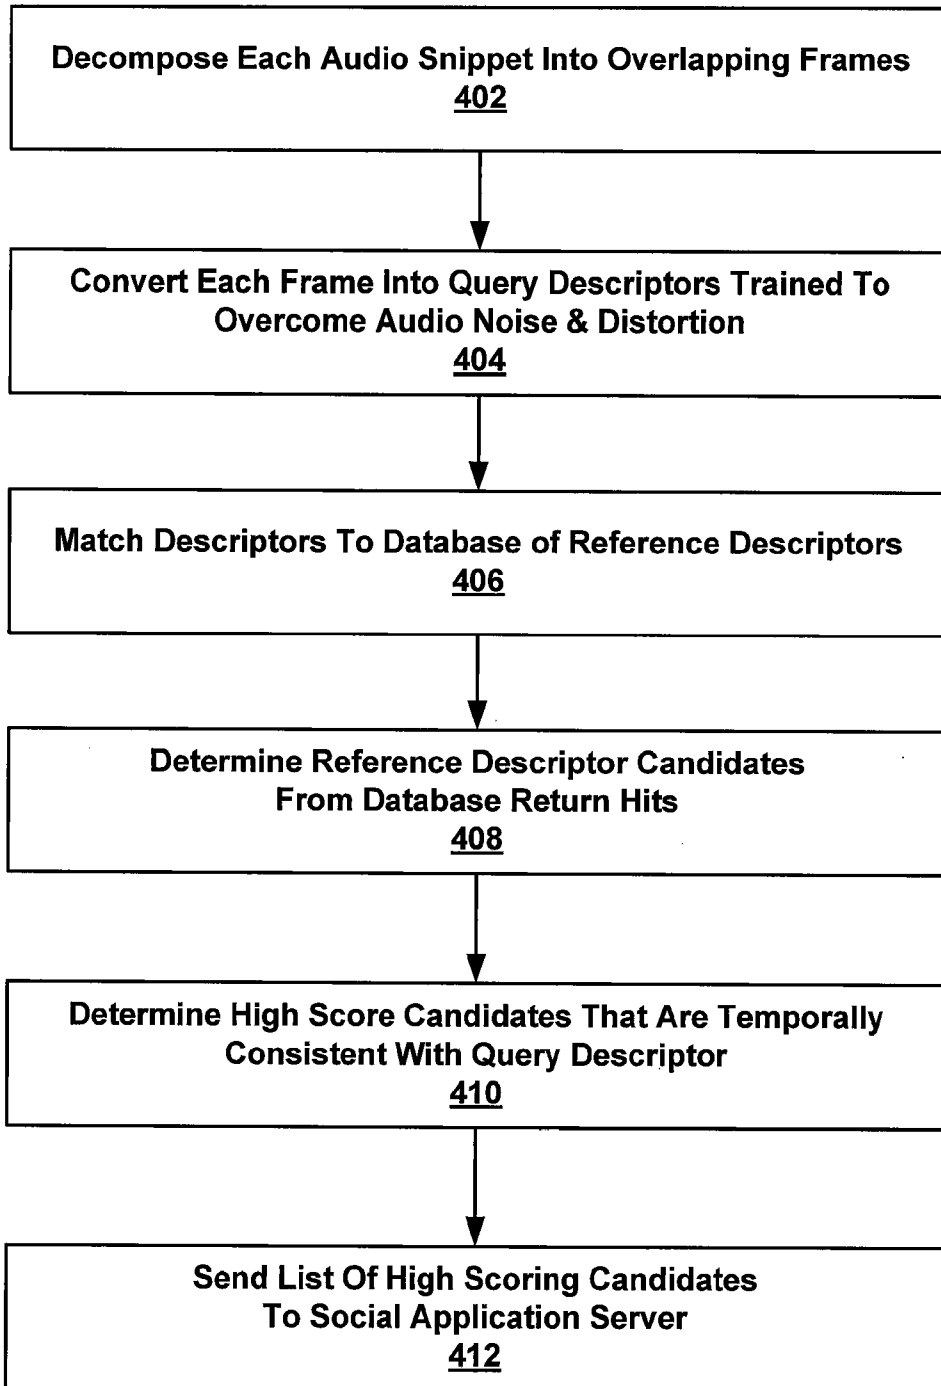 Decompose Each Audio Snippet Into Overlapping Frames
402
Convert Each Frame Into Query Descriptors Trained To
Overcome Audio Noise & Distortion
404
Match Descriptors To Database of Reference Descriptors
406
Determine Reference Descriptor Candidates
From Database Return Hits
408
Determine High Score Candidates That Are Temporally
Consistent With Query Descriptor
410
Send List Of High Scoring Candidates
To Social Application Server
412